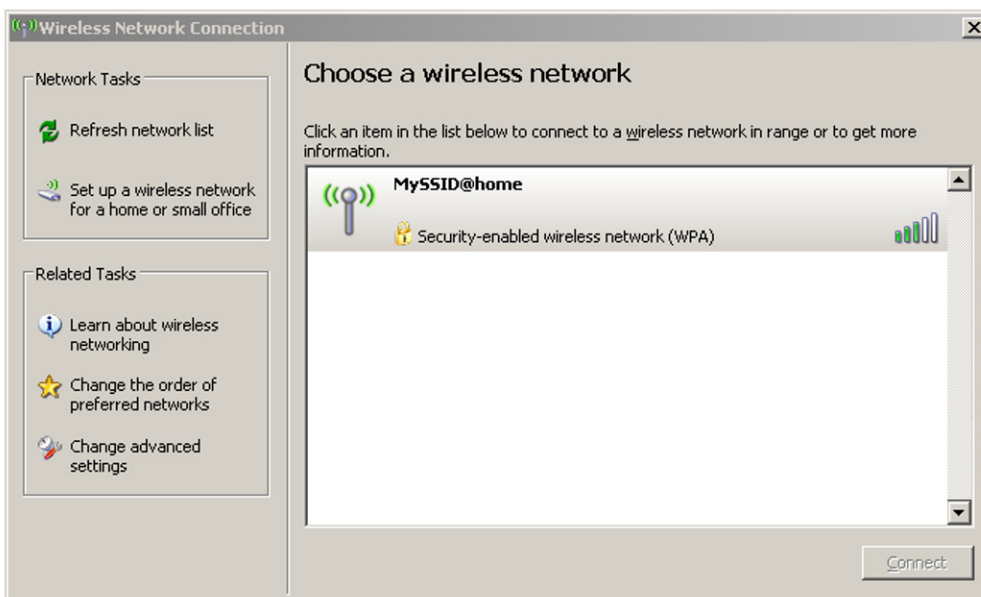 Wireless Network Connection
Network Tasks
Refresh network list
Set up a wireless network
for a home or small office
Related Tasks
Learn about wireless
networking
Change the order of
preferred networks
Change advanced
settings
Choose a wireless network
Click an item in the list below to connect to a wireless network in range or to get more
information.
MySSID@home
Security-enabled wireless network (WPA)
Connect